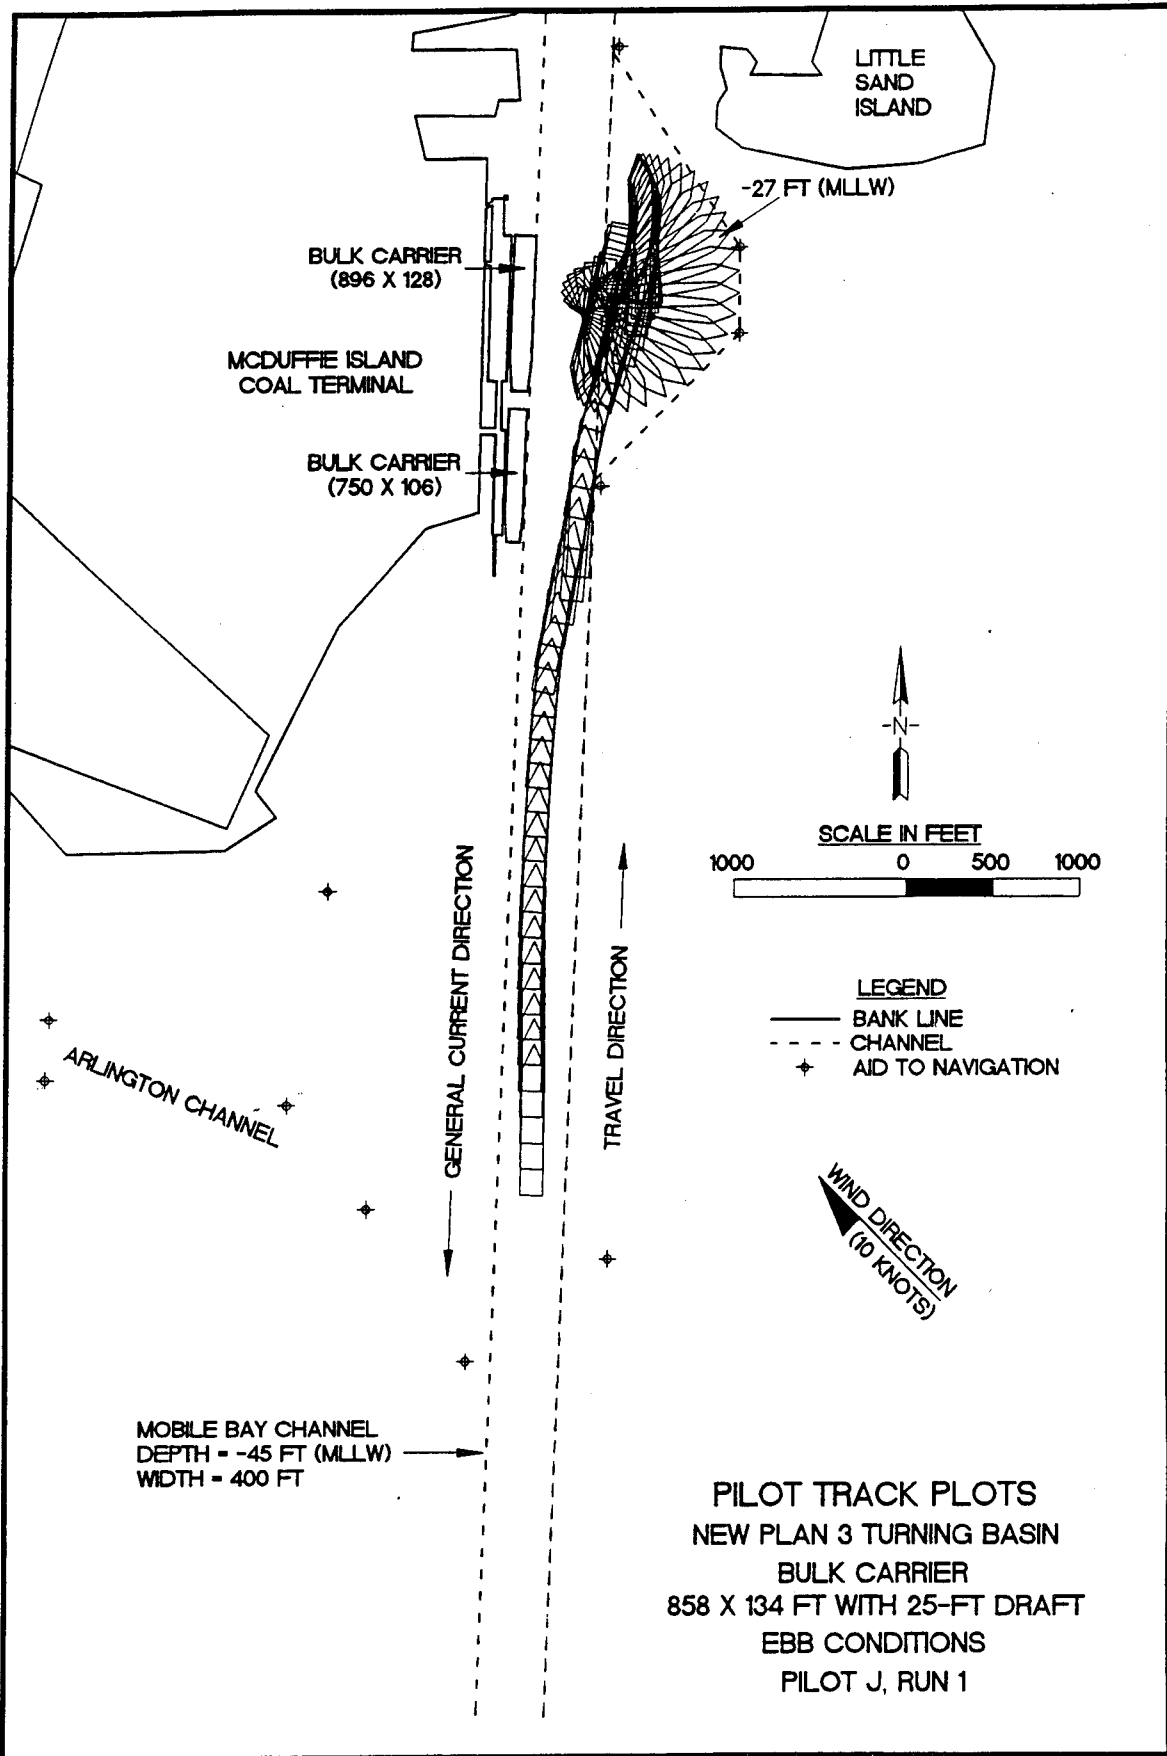 LITTLE
SAND
ISLAND
-27 FT (MLLW)
BULK CARRIER
(896 X 128)
MCDUFFIE ISLAND
COAL TERMINAL
BULK CARRIER
(750 X 106)
-N-
SCALE IN FEET
1000 0 500 1000
GENERAL CURRENT DIRECTION
TRAVEL DIRECTION
LEGEND
BANK LINE
CHANNEL
AID TO NAVIGATION
ARLINGTON CHANNEL
WIND DIRECTION
(10 KNOTS)
MOBILE BAY CHANNEL
DEPTH = -45 FT (MLLW)
WIDTH = 400 FT
PILOT TRACK PLOTS
NEW PLAN 3 TURNING BASIN
BULK CARRIER
858 X 134 FT WITH 25-FT DRAFT
EBB CONDITIONS
PILOT J, RUN 1